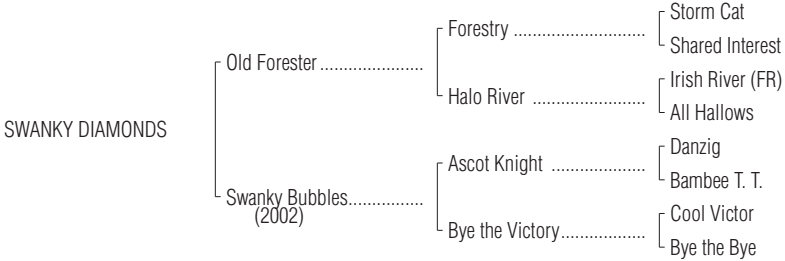 Storm Cat
Forestry ............................
Shared Interest
Old Forester ......................
Irish River (FR)
Halo River ........................
All Hallows
SWANKY DIAMONDS
Danzig
Ascot Knight ....................
Bambee T. T.
Swanky Bubbles................
(2002)
Cool Victor
Bye the Victory..................
Bye the Bye